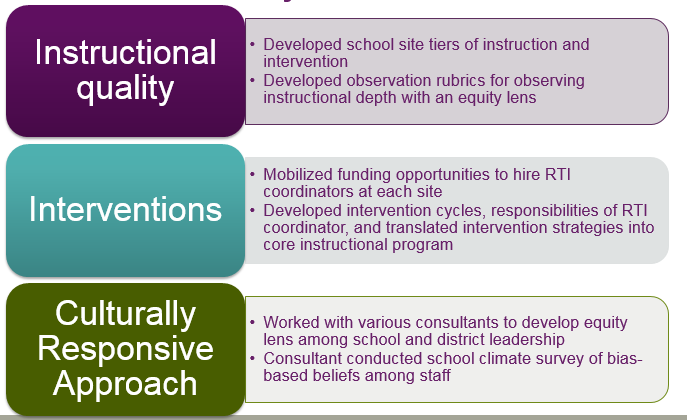 Instructional
quality
• Developed school site tiers of instruction and
intervention
• Developed observation rubrics for observing
instructional depth with an equity lens
Interventions
• Mobilized funding opportunities to hire RTI
coordinators at each site
• Developed intervention cycles, responsibilities of RTI
coordinator, and translated intervention strategies into
core instructional program
Culturally
Responsive
Approach
• Worked with various consultants to develop equity
lens among school and district leadership
• Consultant conducted school climate survey of bias-
based beliefs among staff